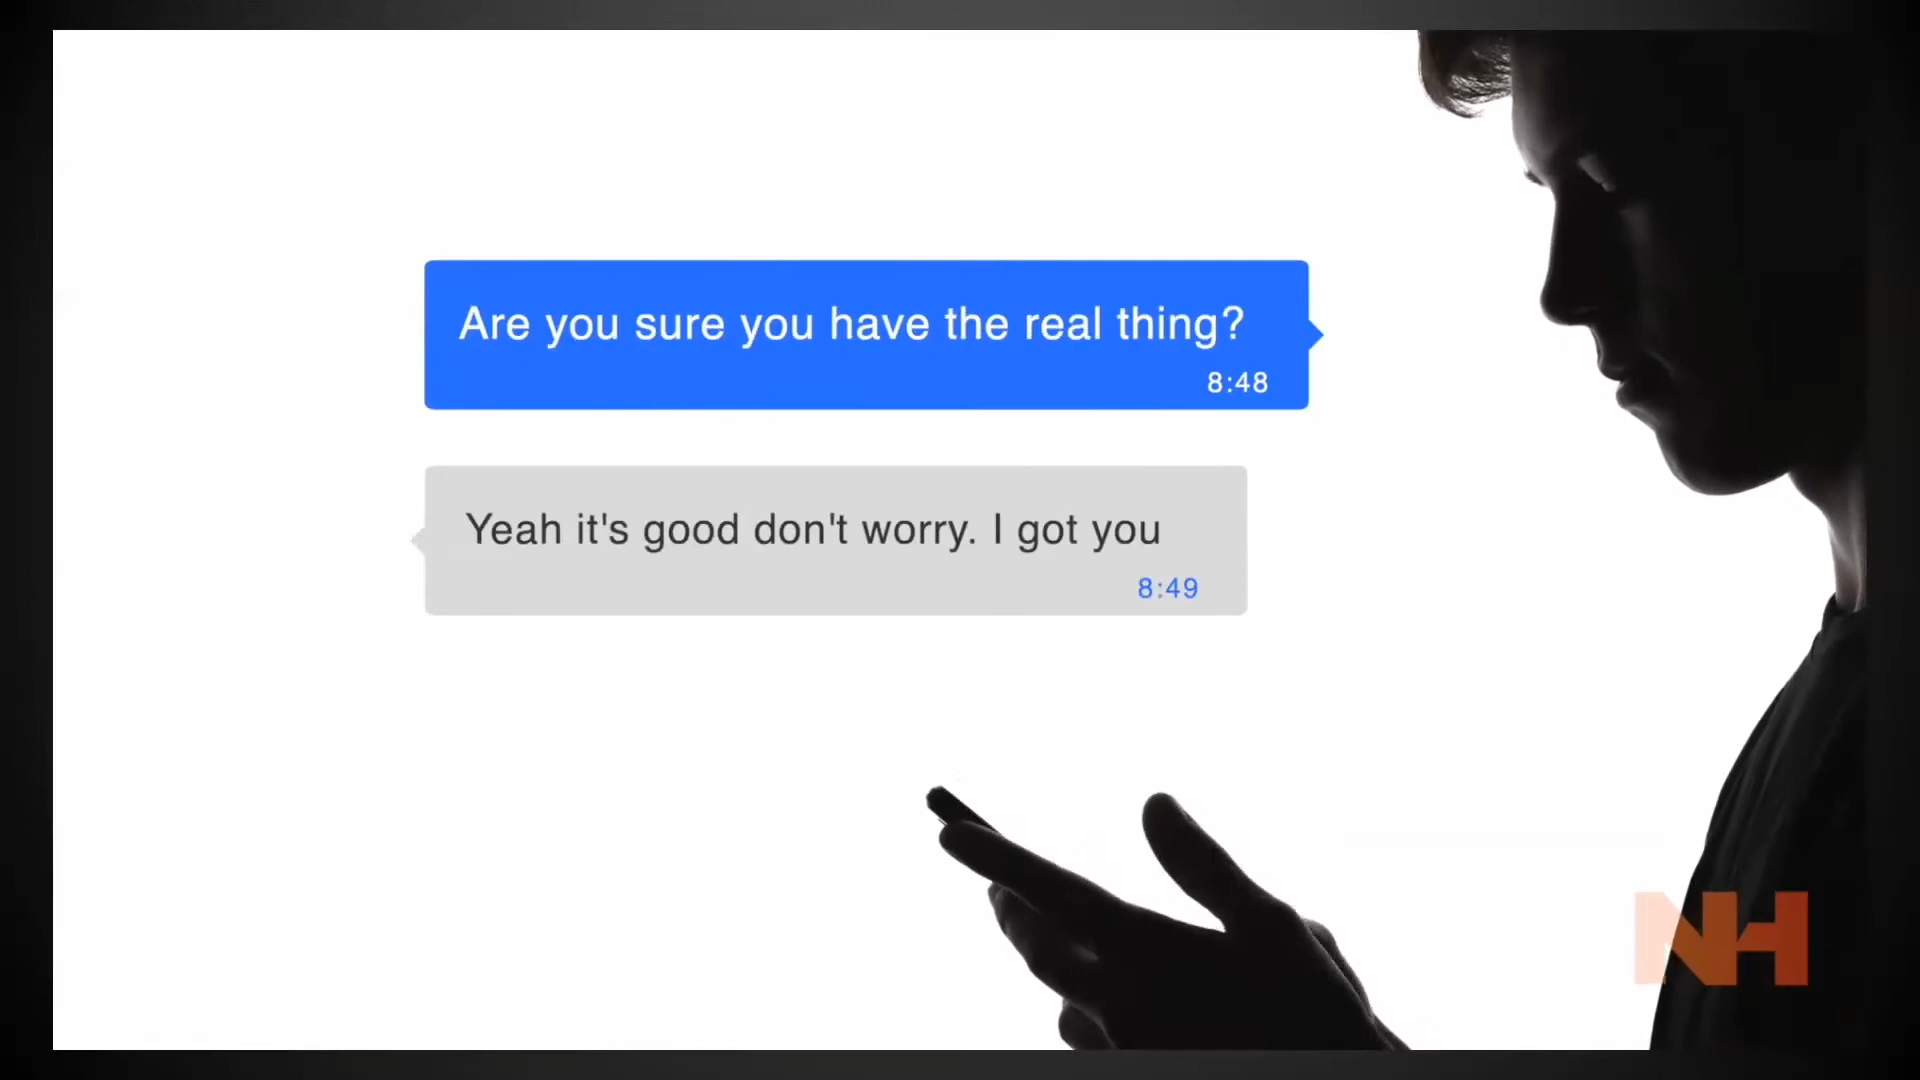 Are you sure you have the real thing?
8:48
Yeah it's good don't worry. I got you
8:49
NH